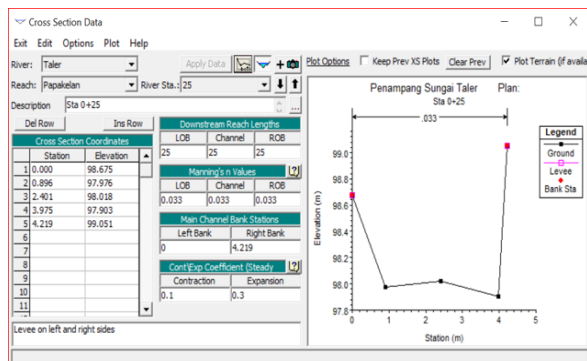 Cross Section Data
Exit Edit Options Plot Help
River: Taler Apply Data Plot Options Keep Prev XS Plots Clear Prev Plot Terrain (if availa
Reach: Papakelan River Sta.: 25
Description Sta 0+25 ...
Del Row Ins Row
Cross Section Coordinates
Station Elevation
1 0.000 98.675
2 0.896 97.976
3 2.401 98.018
4 3.975 97.903
5 4.219 99.051
6
7
8
9
10
11
Downstream Reach Lengths
LOB Channel ROB
25 25 25
Manning's n Values ?
LOB Channel ROB
0.033 0.033 0.033
Main Channel Bank Stations
Left Bank Right Bank
0 4.219
Cont\Exp Coefficient (Steady ?
Contraction Expansion
0.1 0.3
Levee on left and right sides
Penampang Sungai Taler Plan:
Sta 0+25
.033
Legend
Ground
Levee
Bank Sta
Elevation (m)
99.0
98.8
98.6
98.4
98.2
98.0
97.8
0 1 2 3 4 5
Station (m)